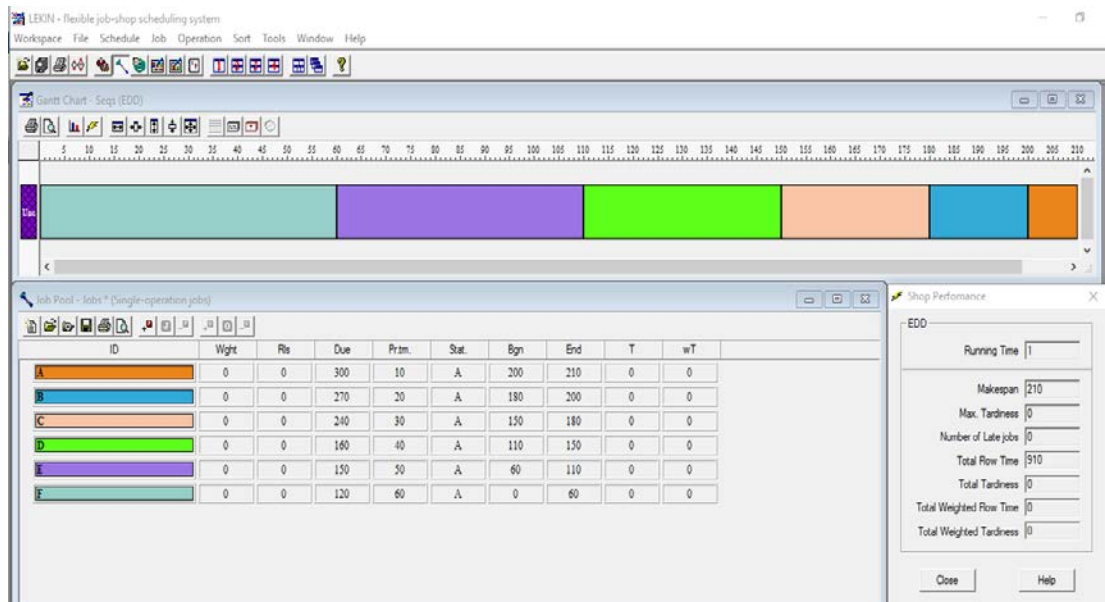 LEKIN - flexible job-shop scheduling system
Workspace File Schedule Job Operation Sort Tools Window Help
Gantt Chart - Seqs (EDD)
5 10 15 20 25 30 35 40 45 50 55 60 65 70 75 80 85 90 95 100 105 110 115 120 125 130 135 140 145 150 155 160 165 170 175 180 185 190 195 200 205 210
Job Pool - Jobs * (Single-operation jobs)
ID Wght Rls Due Pr.tm. Stat. Bgn End T wT
A 0 0 300 10 A 200 210 0 0
B 0 0 270 20 A 180 200 0 0
C 0 0 240 30 A 150 180 0 0
D 0 0 160 40 A 110 150 0 0
E 0 0 150 50 A 60 110 0 0
F 0 0 120 60 A 0 60 0 0
Shop Perfomance
EDD
Running Time 1
Makespan 210
Max. Tardiness 0
Number of Late jobs 0
Total Flow Time 910
Total Tardiness 0
Total Weighted Flow Time 0
Total Weighted Tardiness 0
Close Help